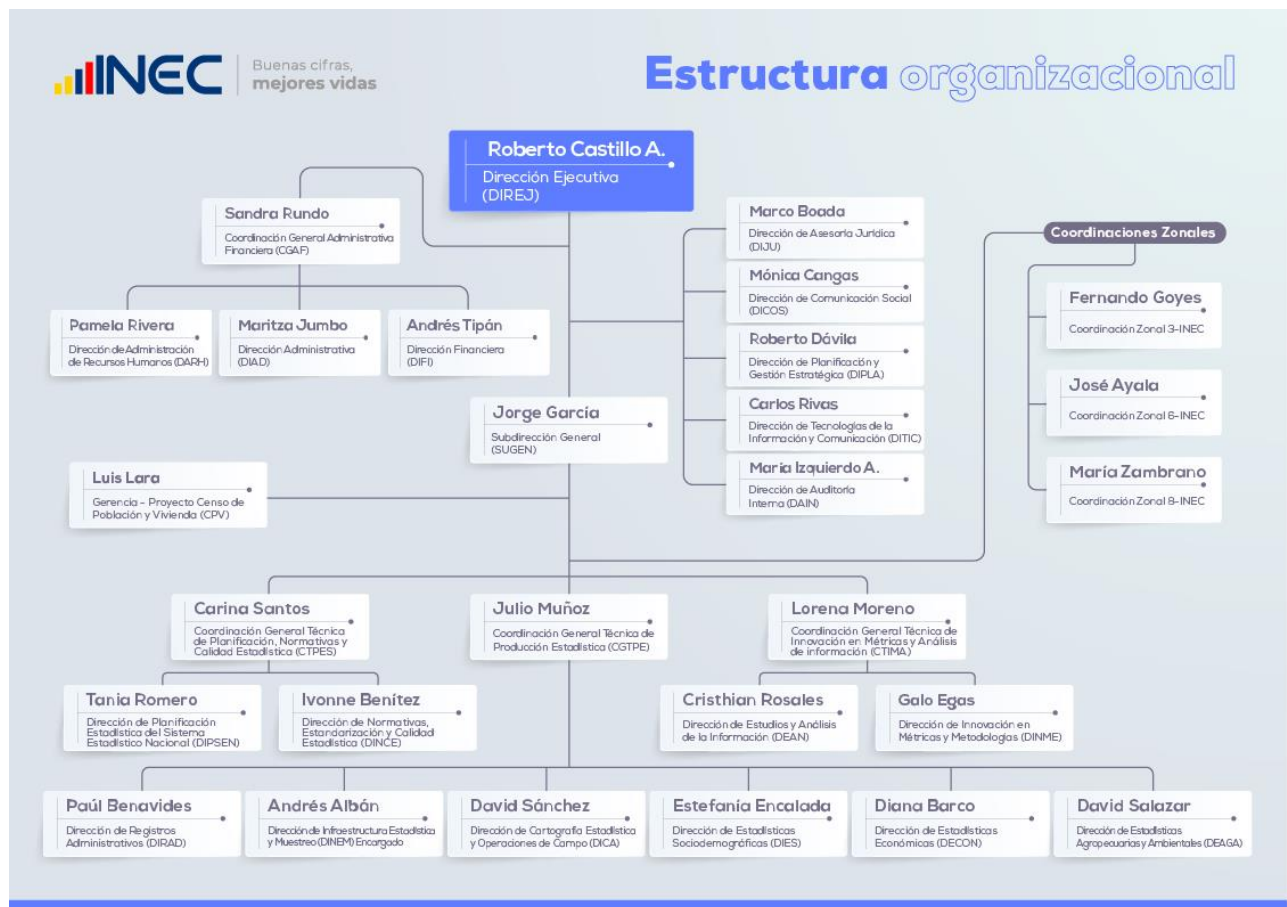 INEC
Buenas cifras,
mejores vidas
Estructura organizacional
Roberto Castillo A.
Dirección Ejecutiva
(DIREJ)
Sandra Rundo
Coordinación General Administrativa
Financiera (CGAF)
Pamela Rivera
Dirección de Administración
de Recursos Humanos (DARH)
Maritza Jumbo
Dirección Administrativa
(DIAD)
Andrés Tipán
Dirección Financiera
(DIFI)
Marco Boada
Dirección de Asesoría Jurídica
(DIJU)
Mónica Cangas
Dirección de Comunicación Social
(DICOS)
Roberto Dávila
Dirección de Planificación y
Gestión Estratégica (DIPLA)
Carlos Rivas
Dirección de Tecnologías de la
Información y Comunicación (DITIC)
María Izquierdo A.
Dirección de Auditoría
Interna (DAIN)
Coordinaciones Zonales
Fernando Goyes
Coordinación Zonal 3-INEC
José Ayala
Coordinación Zonal 6-INEC
María Zambrano
Coordinación Zonal 8-INEC
Jorge García
Subdirección General
(SUGEN)
Luis Lara
Gerencia - Proyecto Censo de
Población y Vivienda (CPV)
Carina Santos
Coordinación General Técnica
de Planificación, Normativas y
Calidad Estadística (CTPES)
Julio Muñoz
Coordinación General Técnica de
Producción Estadística (CGTPE)
Lorena Moreno
Coordinación General Técnica de
Innovación en Métricas y Análisis
de información (CTIMA)
Tania Romero
Dirección de Planificación
Estadística del Sistema
Estadístico Nacional (DIPSEN)
Ivonne Benítez
Dirección de Normativas,
Estandarización y Calidad
Estadística (DINCE)
Cristhian Rosales
Dirección de Estudios y Análisis
de la Información (DEAN)
Galo Egas
Dirección de Innovación en
Métricas y Metodologías (DINME)
Paúl Benavides
Dirección de Registros
Administrativos (DIRAD)
Andrés Albán
Dirección de Infraestructura Estadística
y Muestreo (DINEM) Encargado
David Sánchez
Dirección de Cartografía Estadística
y Operaciones de Campo (DICA)
Estefanía Encalada
Dirección de Estadísticas
Sociodemográficas (DIES)
Diana Barco
Dirección de Estadísticas
Económicas (DECON)
David Salazar
Dirección de Estadísticas
Agropecuarias y Ambientales (DEAGA)